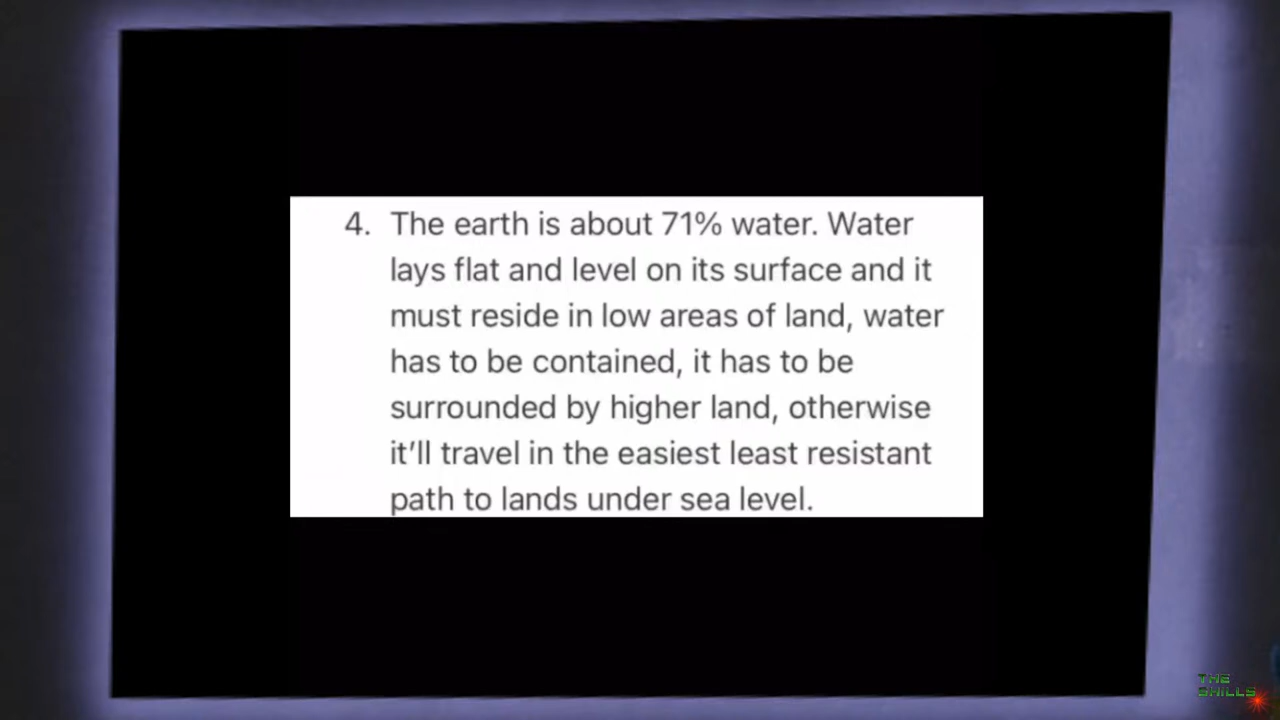 4. The earth is about 71% water. Water
lays flat and level on its surface and it
must reside in low areas of land, water
has to be contained, it has to be
surrounded by higher land, otherwise
it'll travel in the easiest least resistant
path to lands under sea level.
THE
SHILLS